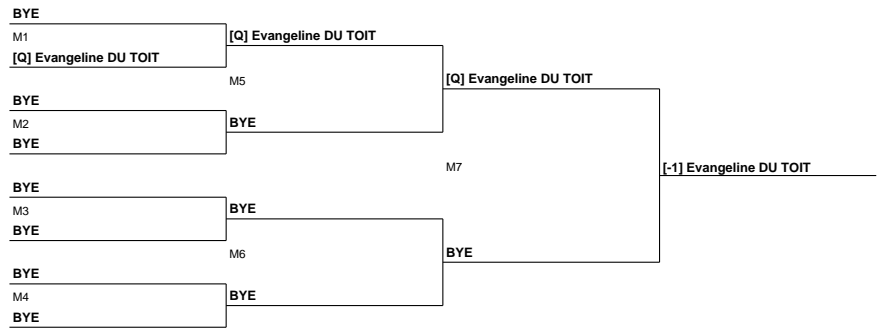 BYE
M1
[Q] Evangeline DU TOIT
BYE
M2
BYE
BYE
M3
BYE
BYE
M4
BYE
[Q] Evangeline DU TOIT
M5
BYE
BYE
M6
BYE
[Q] Evangeline DU TOIT
M7
BYE
[-1] Evangeline DU TOIT